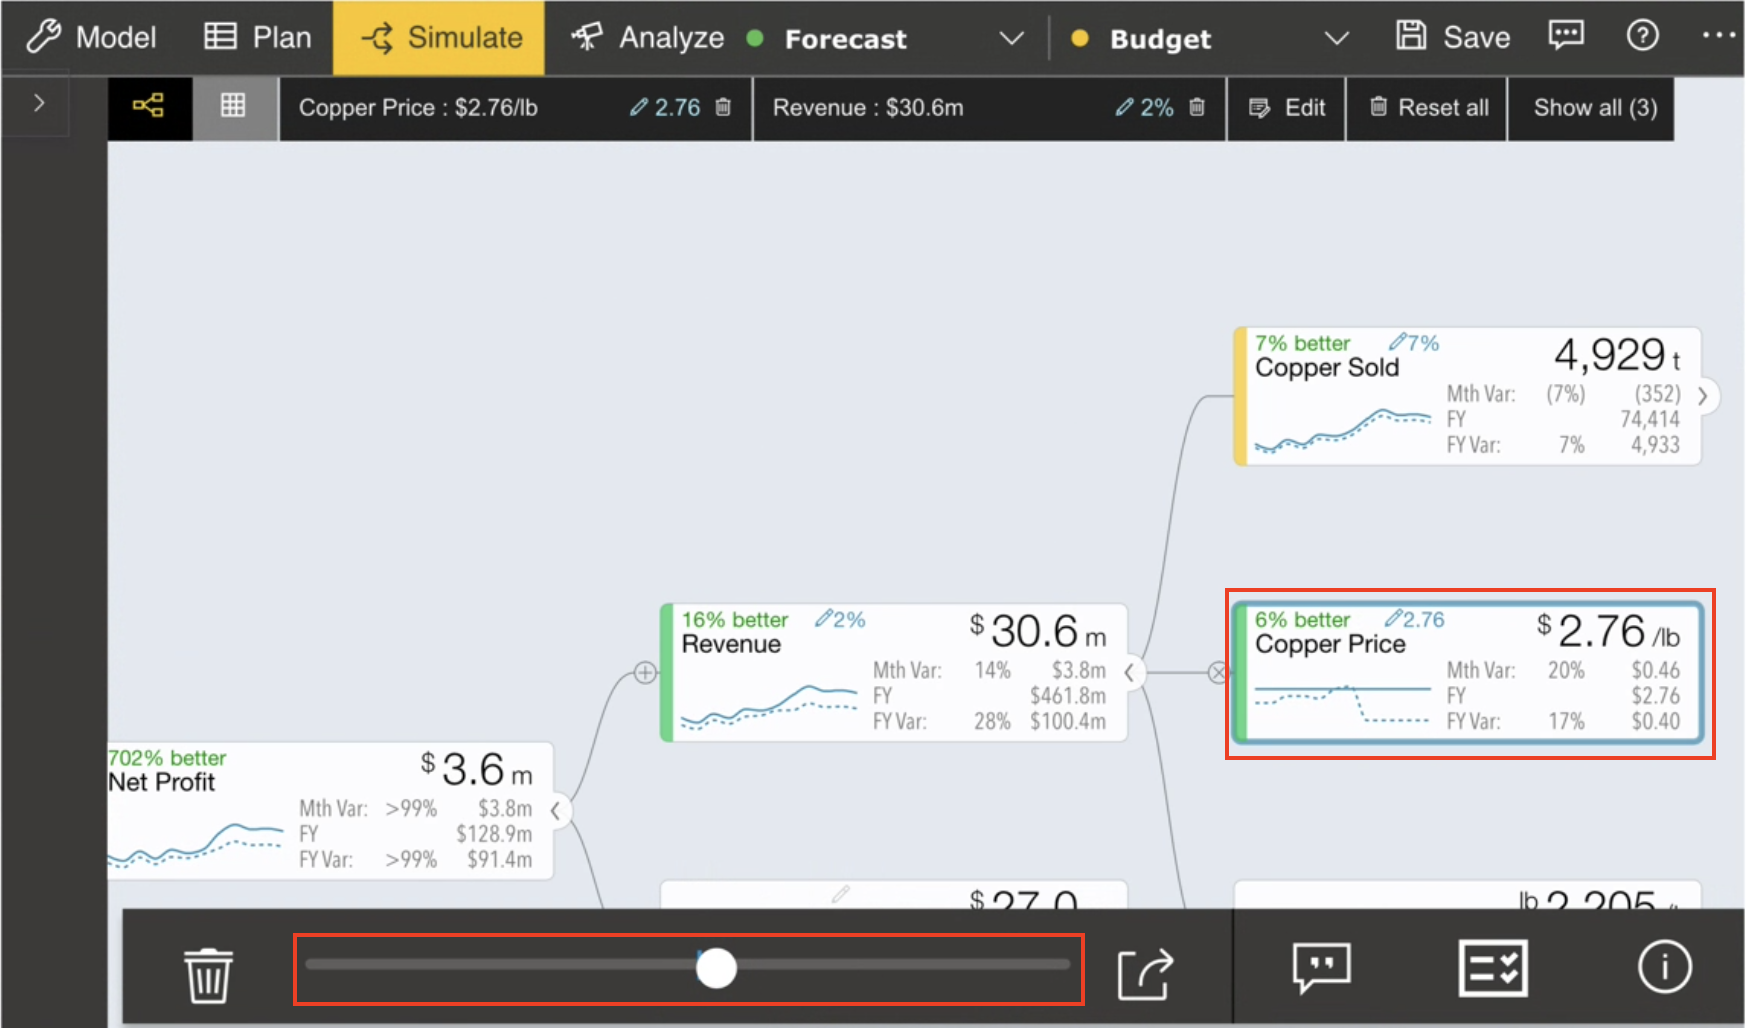 Model Plan Simulate Analyze Forecast Budget Save
Copper Price : $2.76/lb 2.76 Revenue : $30.6m 2% Edit Reset all Show all (3)
7% better 7%
Copper Sold
4,929 t
Mth Var: (7%) (352)
FY 74,414
FY Var: 7% 4,933
16% better 2%
Revenue
$ 30.6 m
Mth Var: 14% $3.8m
FY $461.8m
FY Var: 28% $100.4m
6% better 2.76
Copper Price
$ 2.76 /lb
Mth Var: 20% $0.46
FY $2.76
FY Var: 17% $0.40
702% better
Net Profit
$ 3.6 m
Mth Var: >99% $3.8m
FY $128.9m
FY Var: >99% $91.4m
$ 27.0
lb 2,205